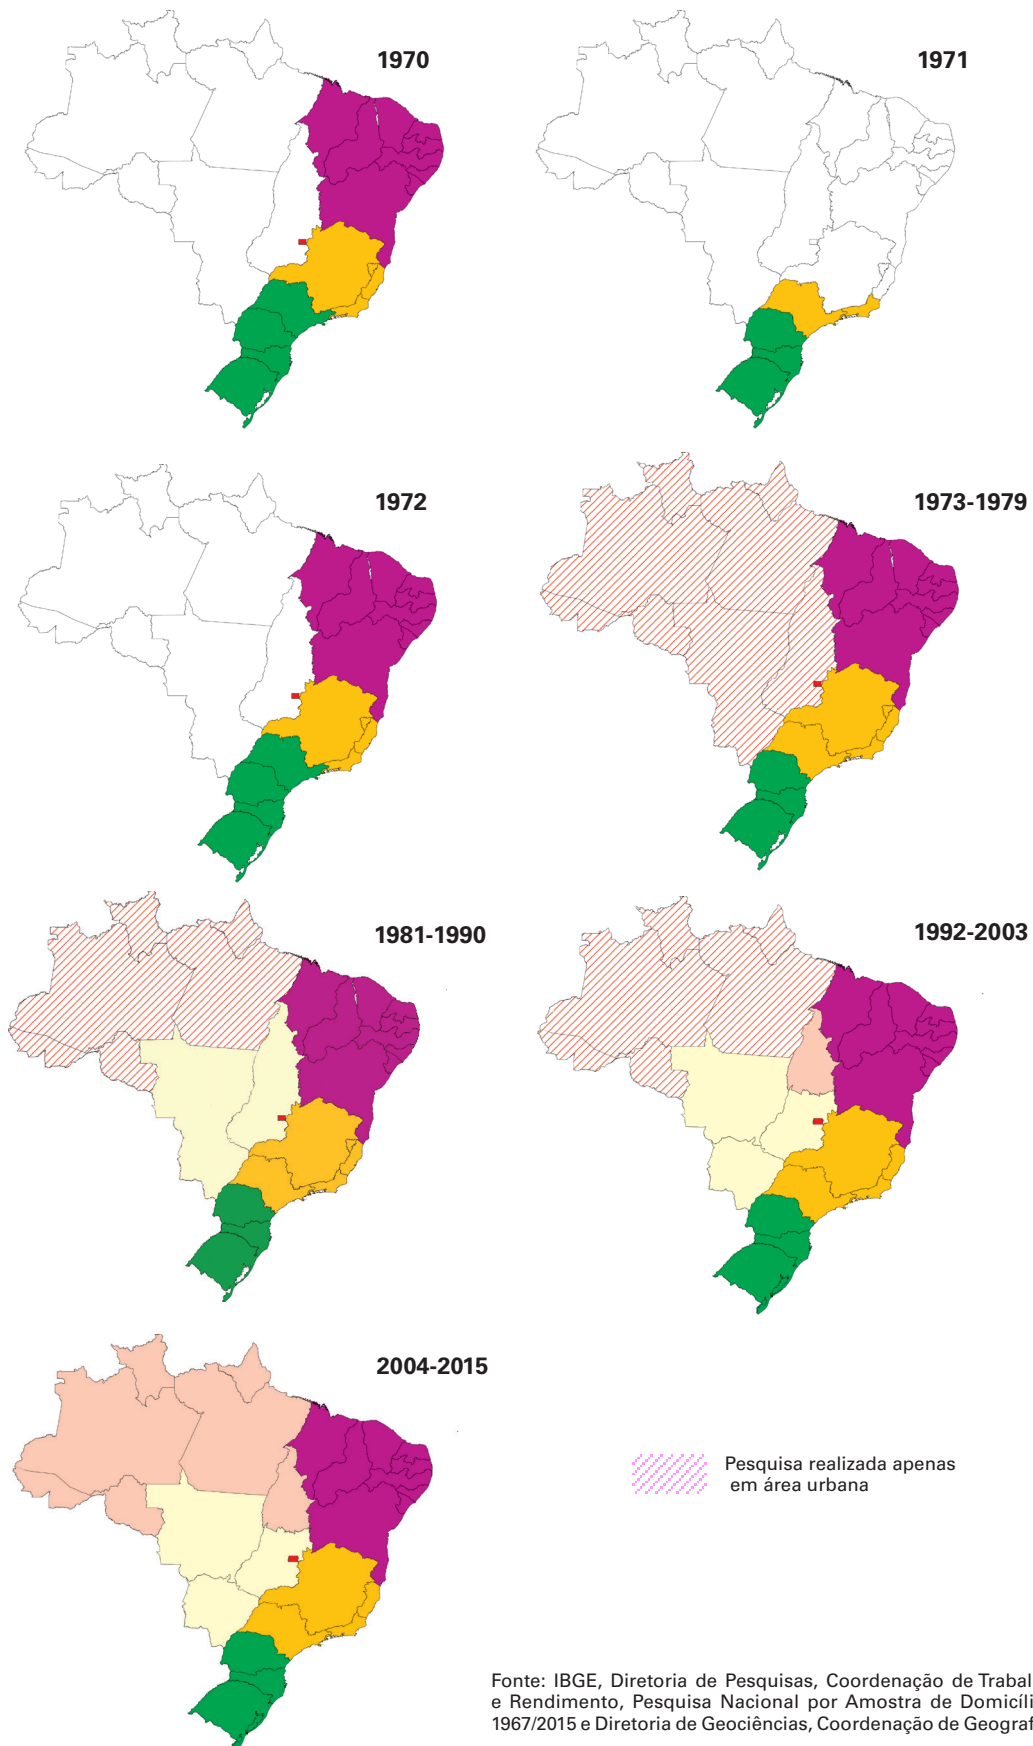 1970
1971
1972
1973-1979
1981-1990
1992-2003
2004-2015
Pesquisa realizada apenas
em área urbana
Fonte: IBGE, Diretoria de Pesquisas, Coordenação de Trabal
e Rendimento, Pesquisa Nacional por Amostra de Domicíli
1967/2015 e Diretoria de Geociências, Coordenação de Geograf